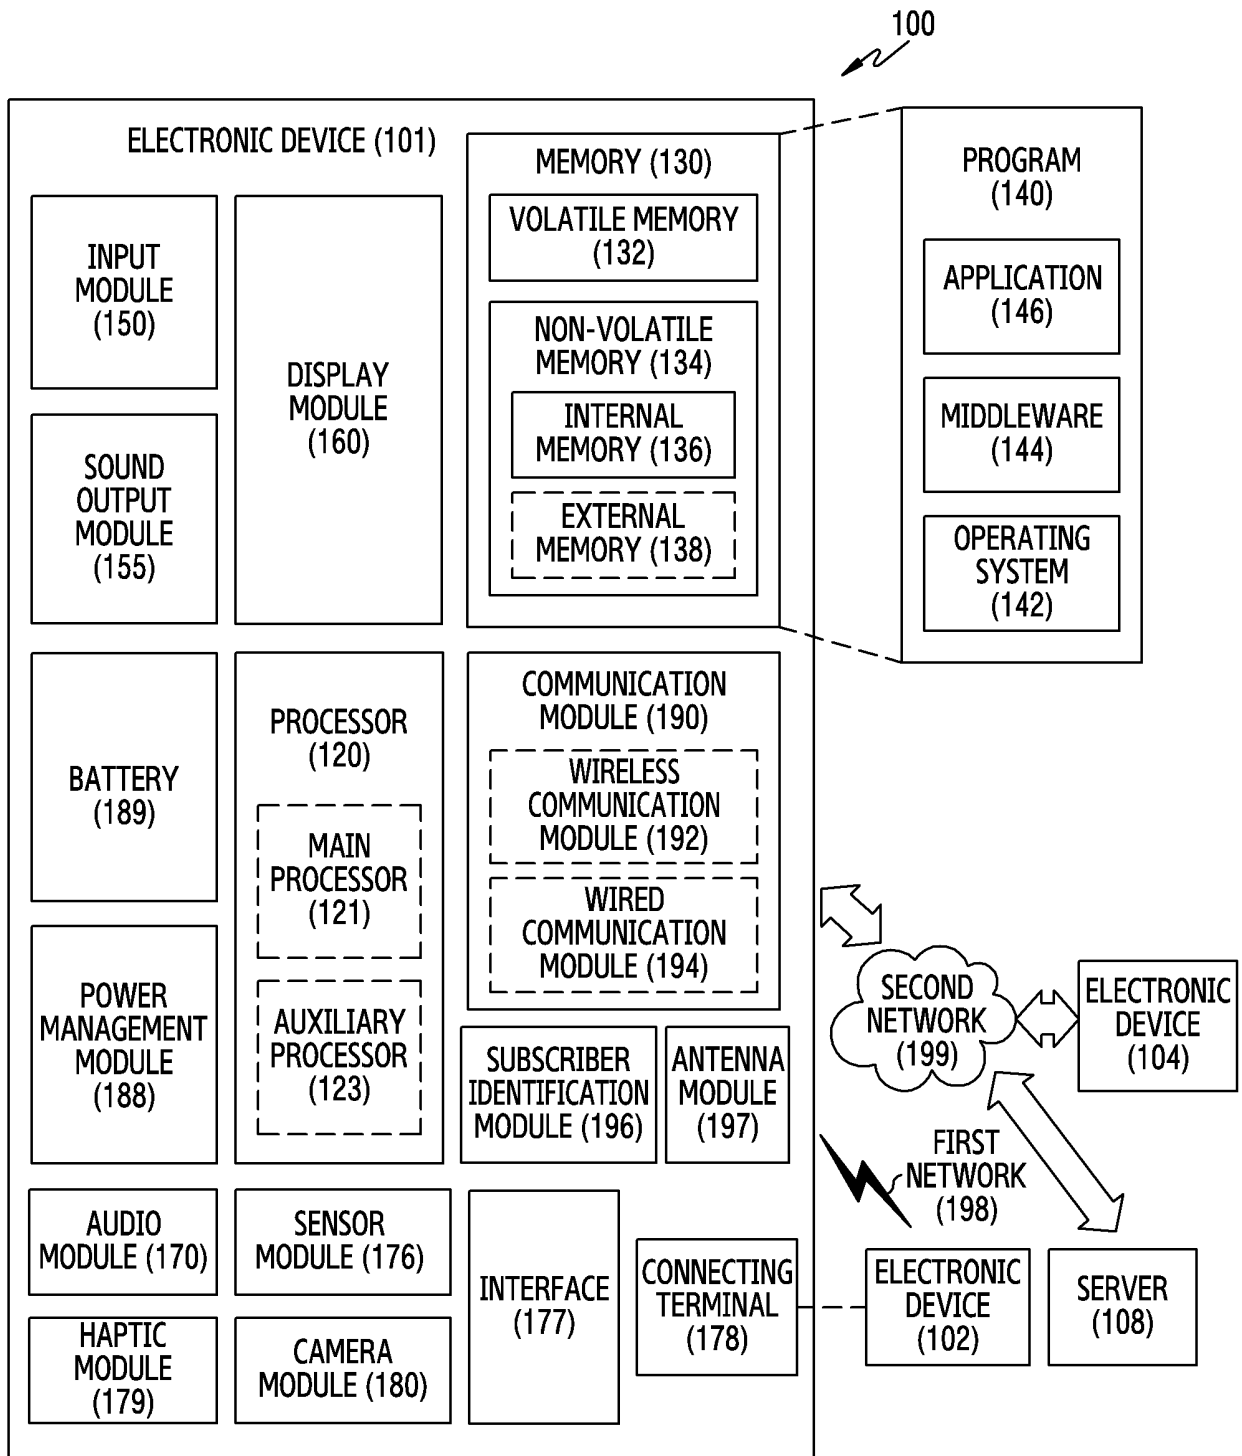 100
ELECTRONIC DEVICE (101)
INPUT
MODULE
(150)
SOUND
OUTPUT
MODULE
(155)
DISPLAY
MODULE
(160)
MEMORY (130)
VOLATILE MEMORY
(132)
NON-VOLATILE
MEMORY (134)
INTERNAL
MEMORY (136)
EXTERNAL
MEMORY (138)
PROGRAM
(140)
APPLICATION
(146)
MIDDLEWARE
(144)
OPERATING
SYSTEM
(142)
BATTERY
(189)
POWER
MANAGEMENT
MODULE
(188)
PROCESSOR
(120)
MAIN
PROCESSOR
(121)
AUXILIARY
PROCESSOR
(123)
COMMUNICATION
MODULE (190)
WIRELESS
COMMUNICATION
MODULE (192)
WIRED
COMMUNICATION
MODULE (194)
SUBSCRIBER
IDENTIFICATION
MODULE (196)
ANTENNA
MODULE
(197)
SECOND
NETWORK
(199)
ELECTRONIC
DEVICE
(104)
FIRST
NETWORK
(198)
AUDIO
MODULE (170)
SENSOR
MODULE (176)
HAPTIC
MODULE
(179)
CAMERA
MODULE (180)
INTERFACE
(177)
CONNECTING
TERMINAL
(178)
ELECTRONIC
DEVICE
(102)
SERVER
(108)